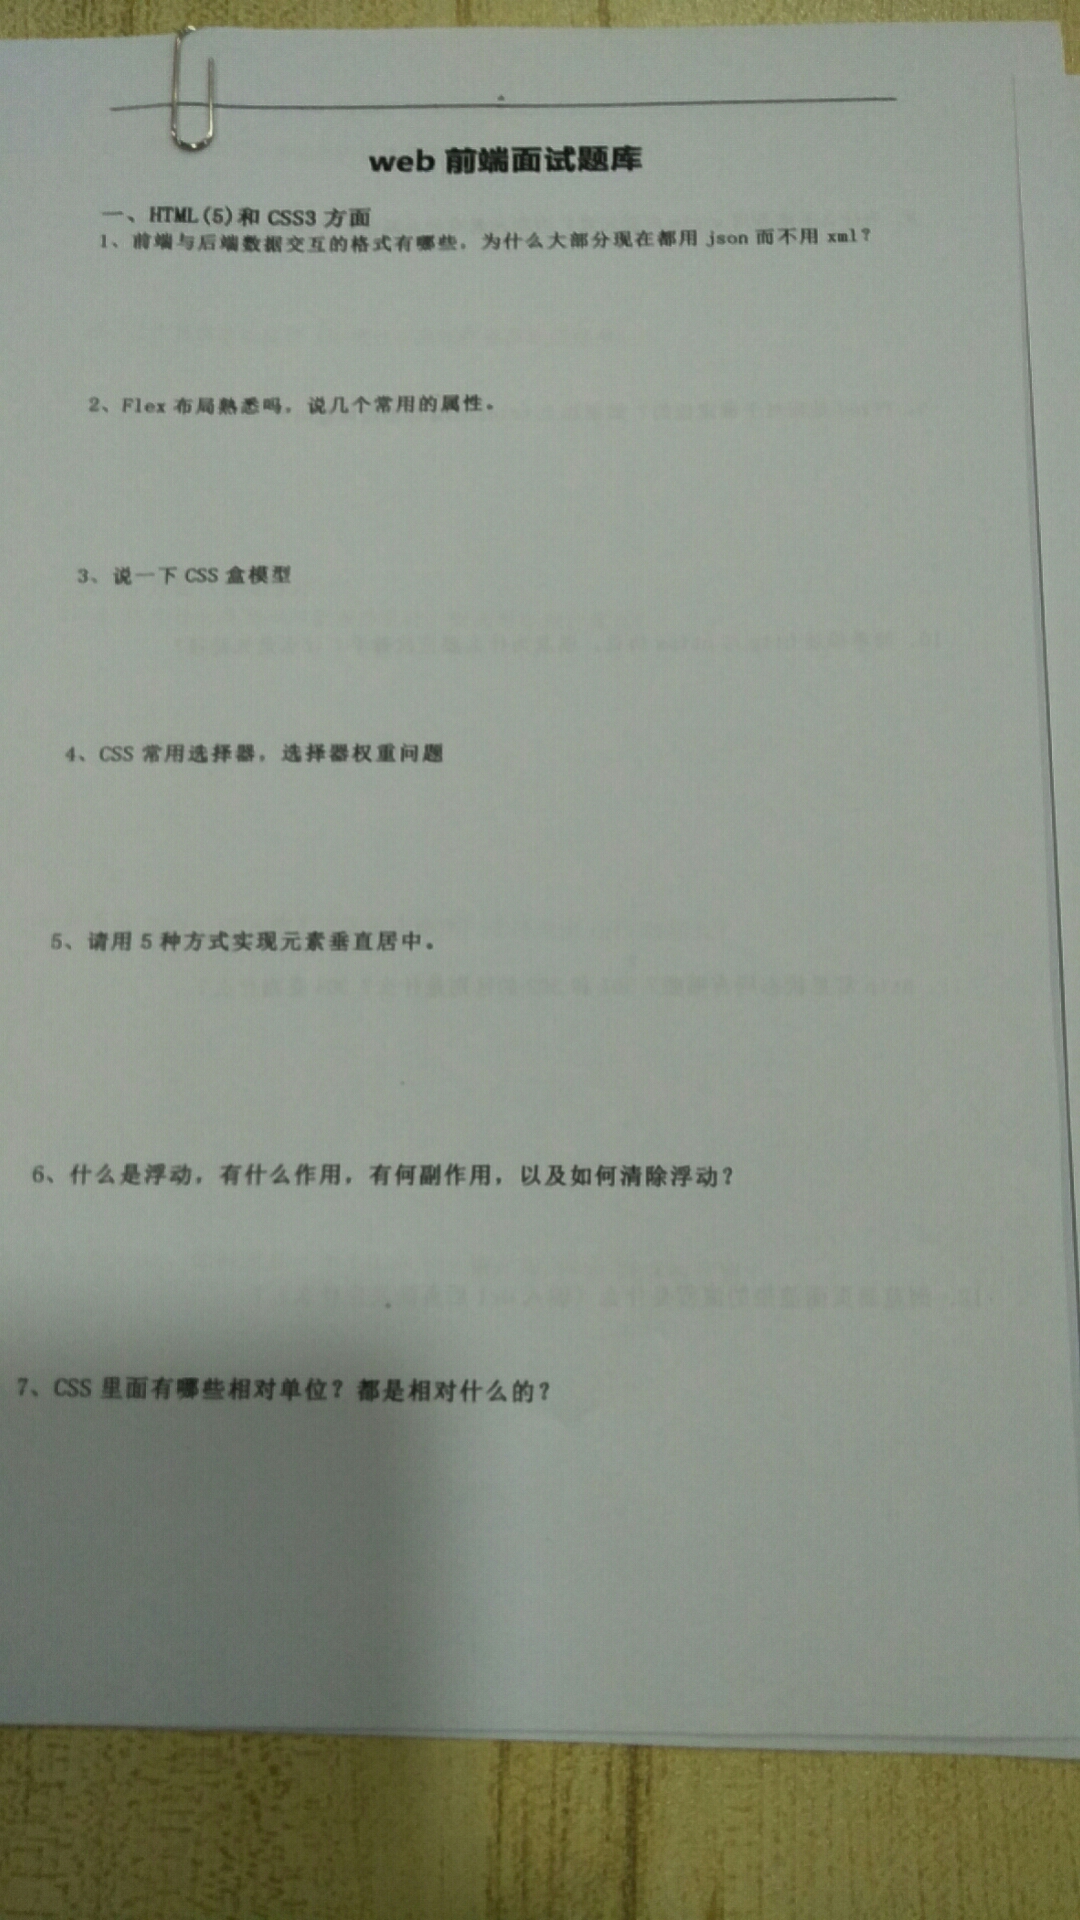 web 前端面试题库
一、HTML(5)和 CSS3 方面
1、前端与后端数据交互的格式有哪些，为什么大部分现在都用 json 而不用 xml？
2、Flex 布局熟悉吗，说几个常用的属性。
3、说一下 CSS 盒模型
4、CSS 常用选择器，选择器权重问题
5、请用 5 种方式实现元素垂直居中。
6、什么是浮动，有什么作用，有何副作用，以及如何清除浮动？
7、CSS 里面有哪些相对单位？都是相对什么的？